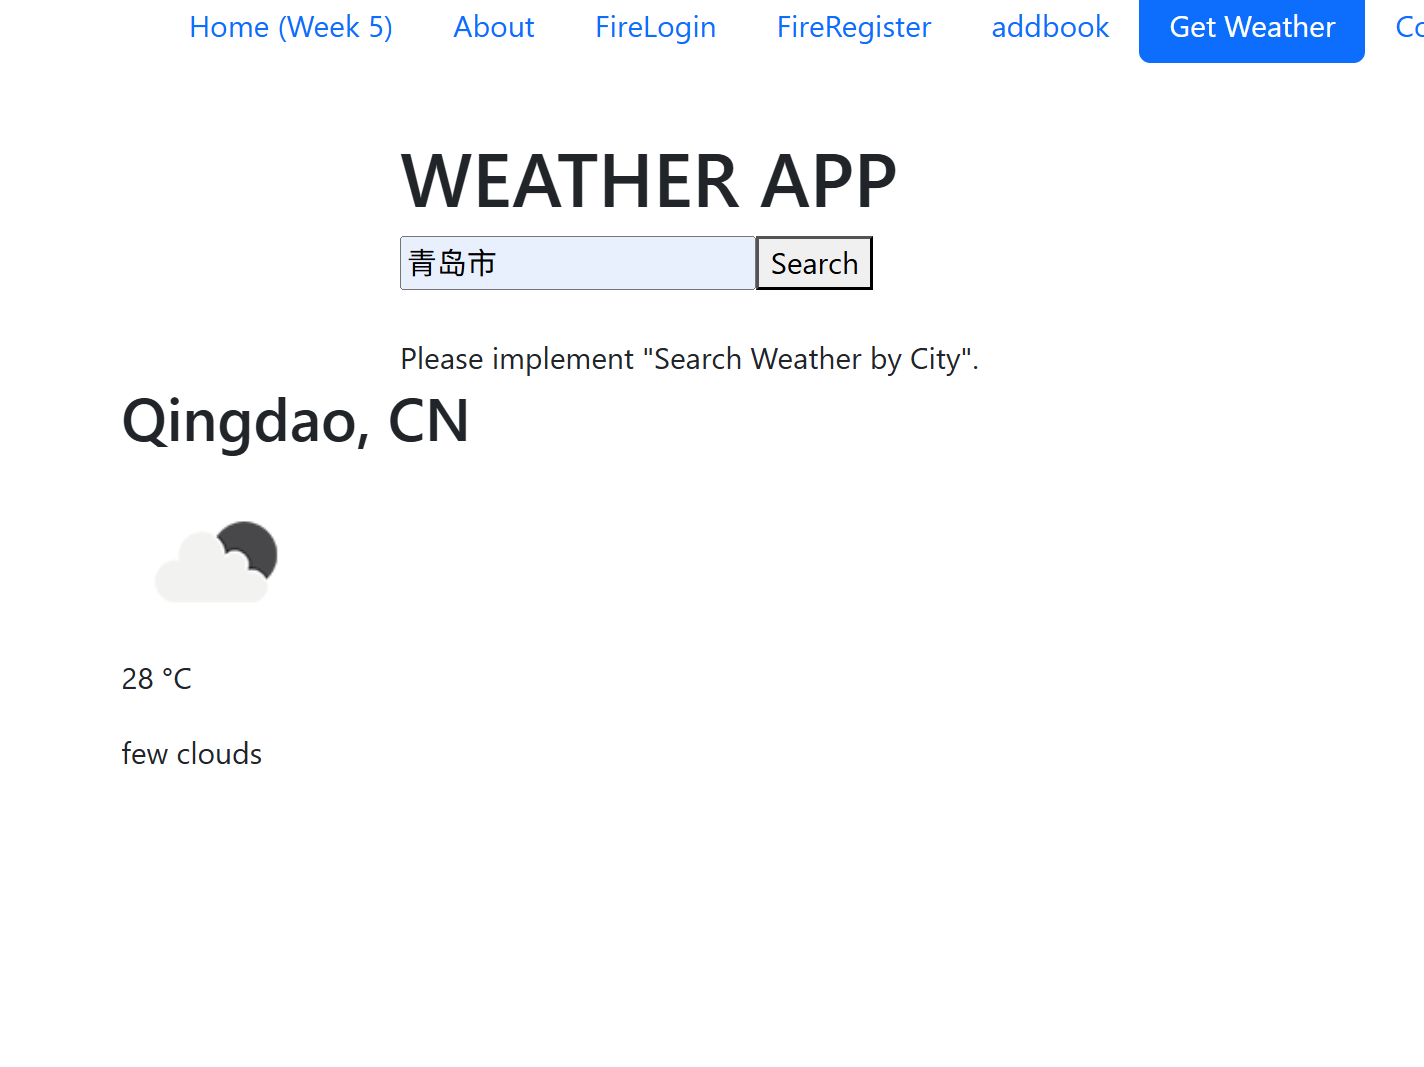 Home (Week 5) About FireLogin FireRegister addbook Get Weather
WEATHER APP
青岛市 Search
Please implement "Search Weather by City".
Qingdao, CN
28 °C
few clouds